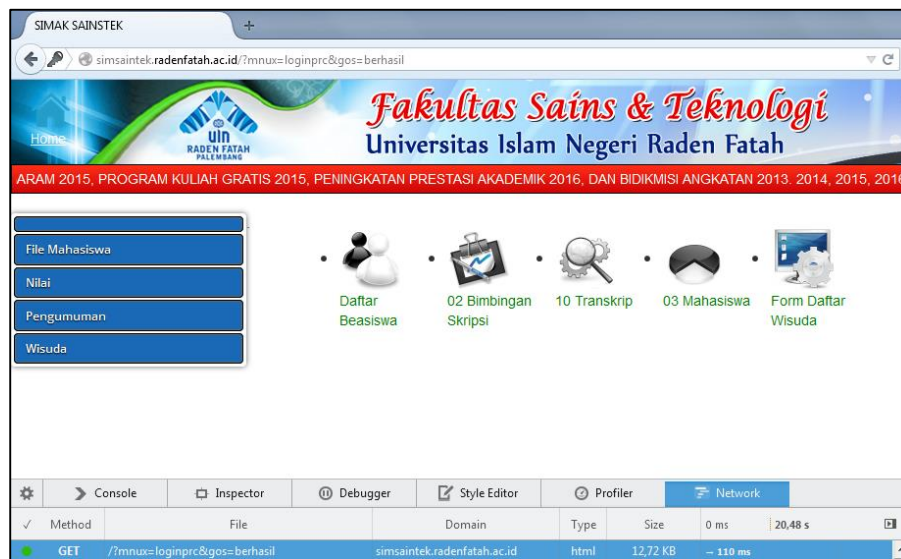 SIMAK SAINSTEK
simsaintek.radenfatah.ac.id/?mnux=loginprc&gos=berhasil
Home
uin
RADEN FATAH
PALEMBANG
Fakultas Sains & Teknologi
Universitas Islam Negeri Raden Fatah
ARAM 2015, PROGRAM KULIAH GRATIS 2015, PENINGKATAN PRESTASI AKADEMIK 2016, DAN BIDIKMISI ANGKATAN 2013. 2014, 2015, 2016
File Mahasiswa
Nilai
Pengumuman
Wisuda
Daftar Beasiswa
02 Bimbingan Skripsi
10 Transkrip
03 Mahasiswa
Form Daftar Wisuda
Console Inspector Debugger Style Editor Profiler Network
✓ Method File Domain Type Size 0 ms 20,48 s
GET /?mnux=loginprc&gos=berhasil simsaintek.radenfatah.ac.id html 12,72 KB → 110 ms